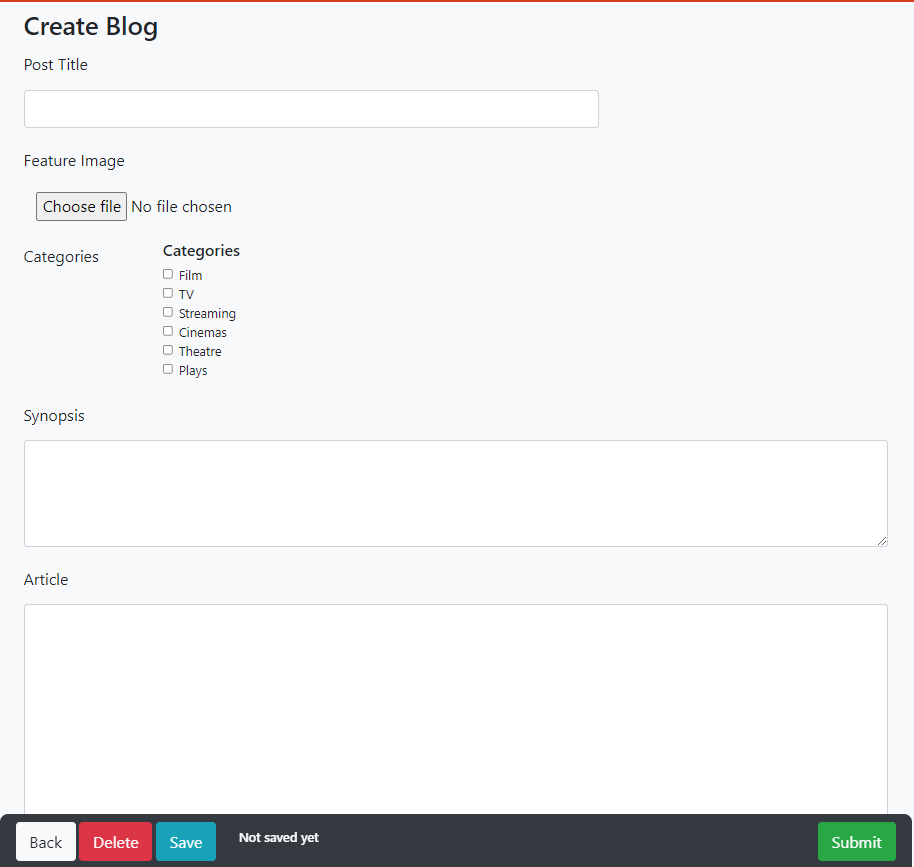 Create Blog
Post Title
Feature Image
Choose file No file chosen
Categories
Categories
Film
TV
Streaming
Cinemas
Theatre
Plays
Synopsis
Article
Back Delete Save Not saved yet Submit